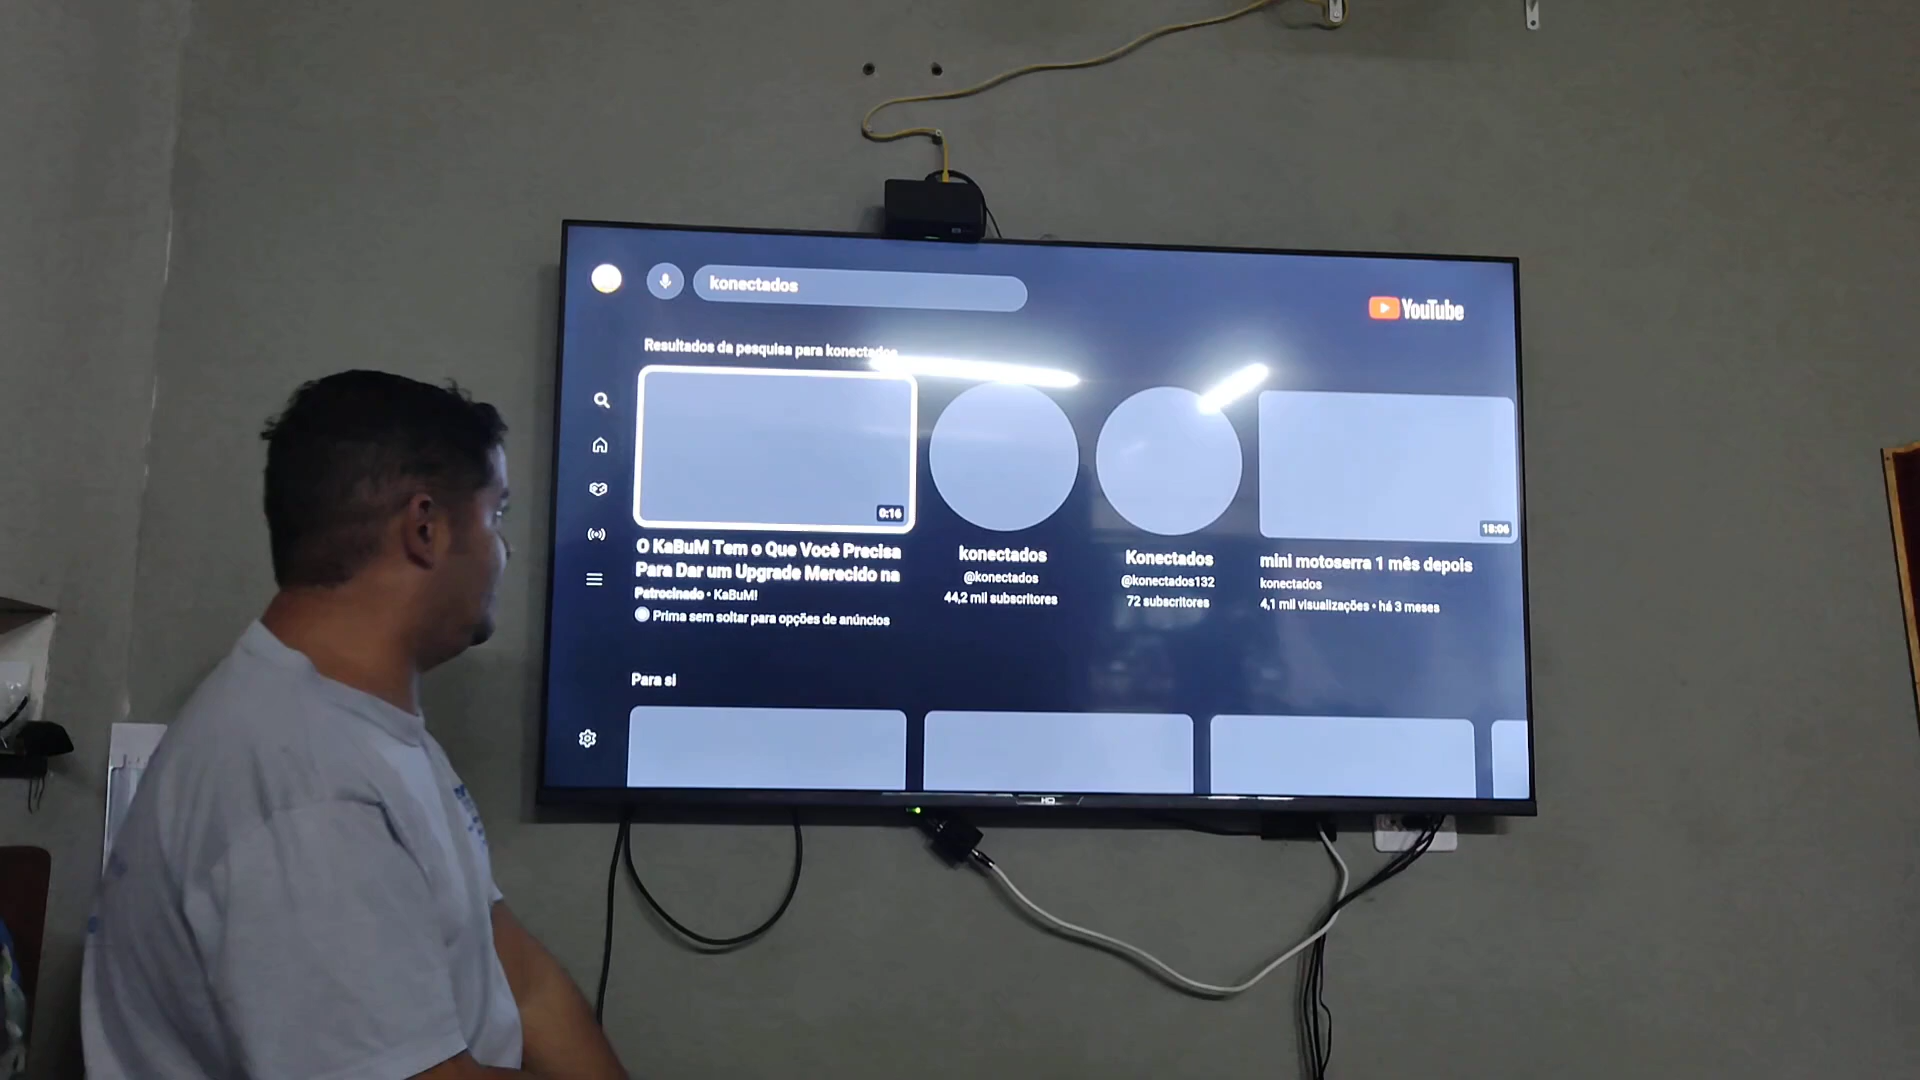 konectados
YouTube
Resultados da pesquisa para konectados
0:16
18:06
O KaBuM Tem o Que Você Precisa
Para Dar um Upgrade Merecido na
Patrocinado • KaBuM!
Prima sem soltar para opções de anúncios
konectados
@konectados
44,2 mil subscritores
Konectados
@konectados132
72 subscritores
mini motoserra 1 mês depois
konectados
4,1 mil visualizações • há 3 meses
Para si